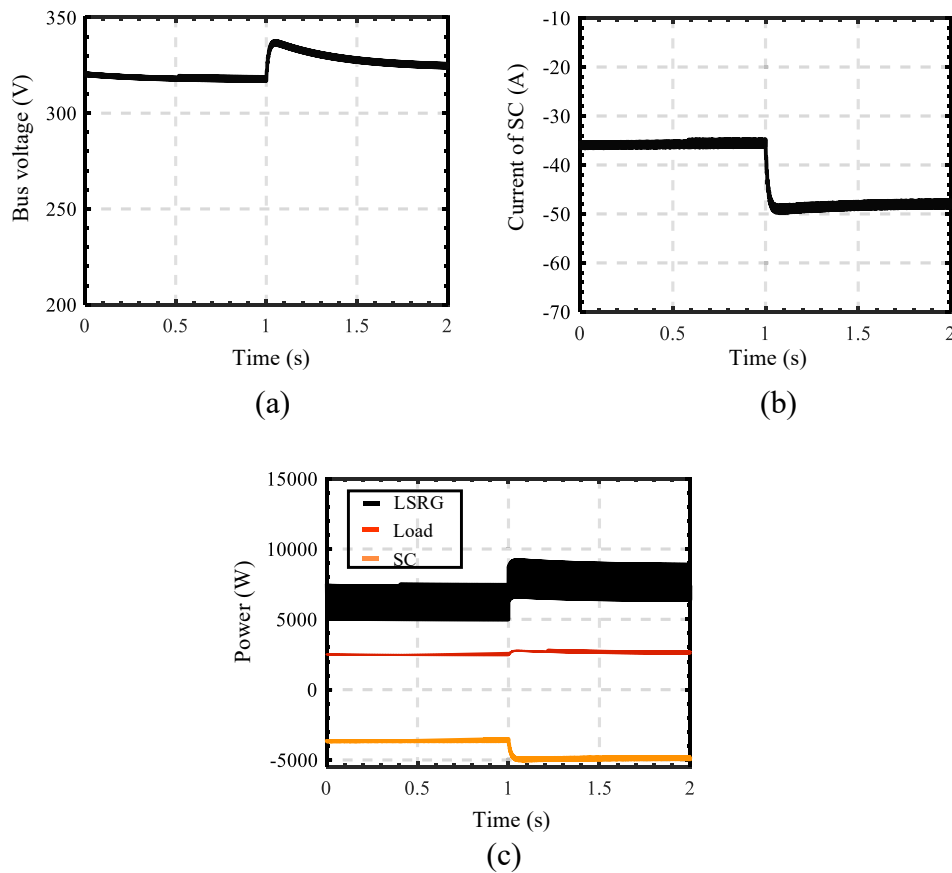 350
300
250
200
Bus voltage (V)
0 0.5 1 1.5 2
Time (s)
(a)
-10
-20
-30
-40
-50
-60
-70
Current of SC (A)
0 0.5 1 1.5 2
Time (s)
(b)
15000
10000
5000
0
-5000
Power (W)
LSRG
Load
SC
0 0.5 1 1.5 2
Time (s)
(c)